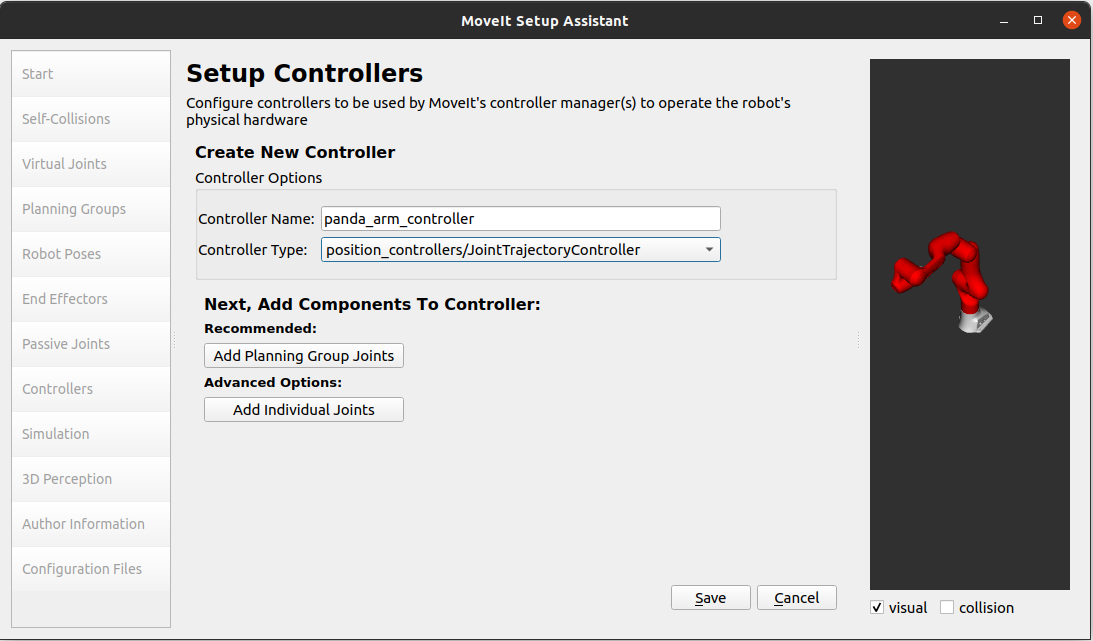 MoveIt Setup Assistant
Start
Self-Collisions
Virtual Joints
Planning Groups
Robot Poses
End Effectors
Passive Joints
Controllers
Simulation
3D Perception
Author Information
Configuration Files
Setup Controllers
Configure controllers to be used by MoveIt's controller manager(s) to operate the robot's
physical hardware
Create New Controller
Controller Options
Controller Name: panda_arm_controller
Controller Type: position_controllers/JointTrajectoryController
Next, Add Components To Controller:
Recommended:
Add Planning Group Joints
Advanced Options:
Add Individual Joints
Save Cancel
visual collision